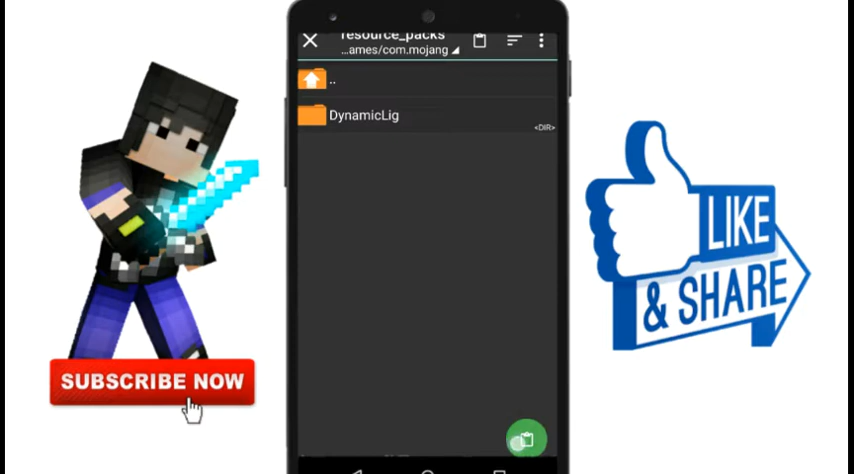 resource_packs
...ames/com.mojang
..
DynamicLig
<DIR>
SUBSCRIBE NOW
LIKE
& SHARE